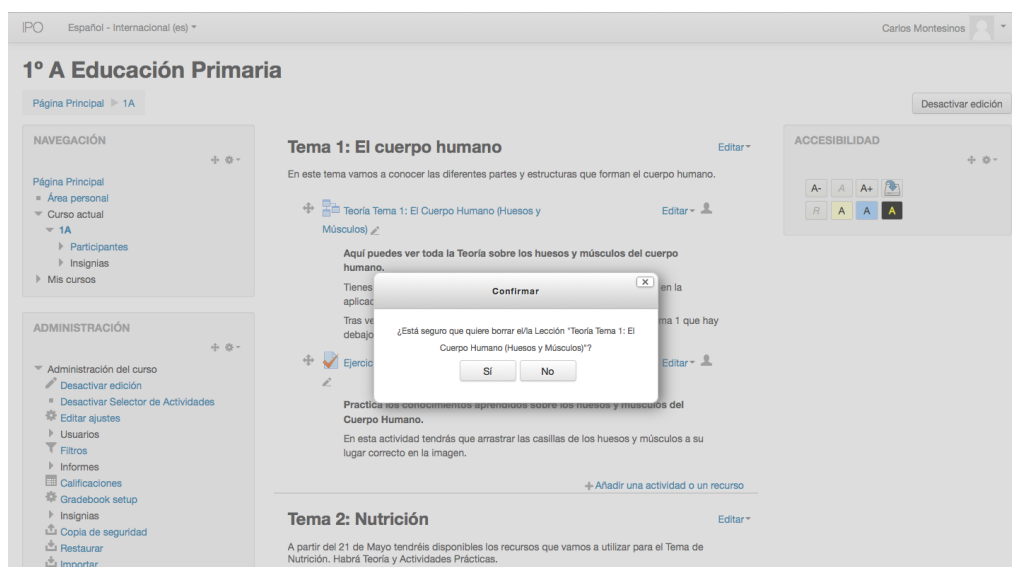 IPO Español - Internacional (es) Carlos Montesinos
1º A Educación Primaria
Página Principal 1A
Desactivar edición
NAVEGACIÓN
Página Principal
Área personal
Curso actual
1A
Participantes
Insignias
Mis cursos
ADMINISTRACIÓN
Administración del curso
Desactivar edición
Desactivar Selector de Actividades
Editar ajustes
Usuarios
Filtros
Informes
Calificaciones
Gradebook setup
Insignias
Copia de seguridad
Restaurar
Importar
Tema 1: El cuerpo humano Editar
En este tema vamos a conocer las diferentes partes y estructuras que forman el cuerpo humano.
Teoría Tema 1: El Cuerpo Humano (Huesos y Editar
Músculos)
Aquí puedes ver toda la Teoría sobre los huesos y músculos del cuerpo
humano.
Tienes en la
aplicac
Tras ve ma 1 que hay
debajo
Confirmar
¿Está seguro que quiere borrar el/la Lección "Teoría Tema 1: El
Cuerpo Humano (Huesos y Músculos)"?
Sí No
Ejercic Editar
Practica los conocimientos aprendidos sobre los huesos y músculos del
Cuerpo Humano.
En esta actividad tendrás que arrastrar las casillas de los huesos y músculos a su
lugar correcto en la imagen.
Añadir una actividad o un recurso
Tema 2: Nutrición Editar
A partir del 21 de Mayo tendréis disponibles los recursos que vamos a utilizar para el Tema de
Nutrición. Habrá Teoría y Actividades Prácticas.
ACCESIBILIDAD
A- A A+
R A A A